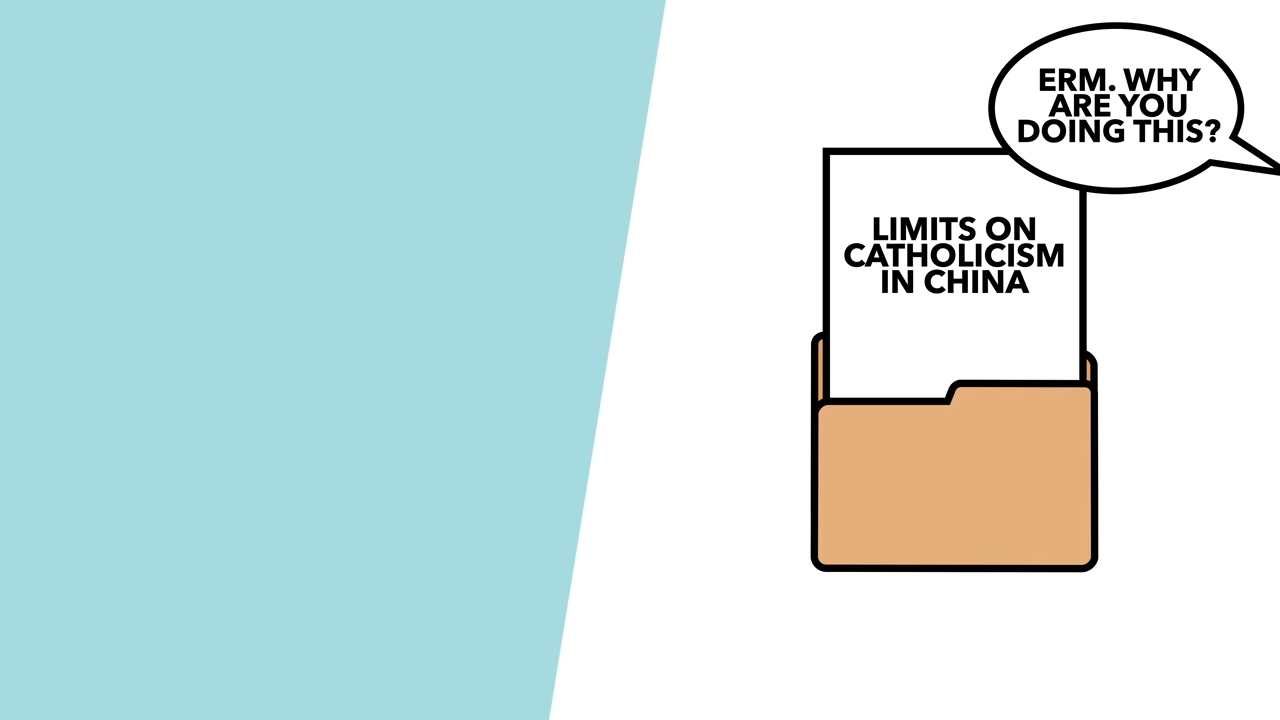 ERM. WHY
ARE YOU
DOING THIS?
LIMITS ON
CATHOLICISM
IN CHINA